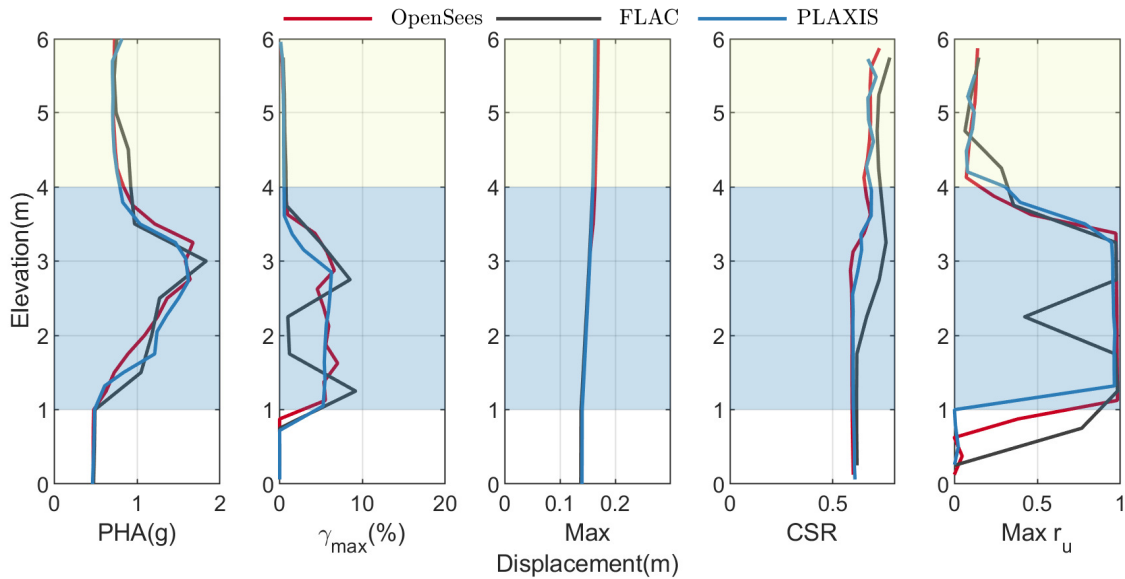 OpenSees FLAC PLAXIS
6 6 6 6 6
5 5 5 5 5
4 4 4 4 4
3 3 3 3 3
2 2 2 2 2
1 1 1 1 1
0 0 0 0 0
Elevation(m)
0 1 2 0 10 20 0 0.1 0.2 0 0.5 0 0.5 1
PHA(g) γmax(%) Max CSR Max ru
Displacement(m)